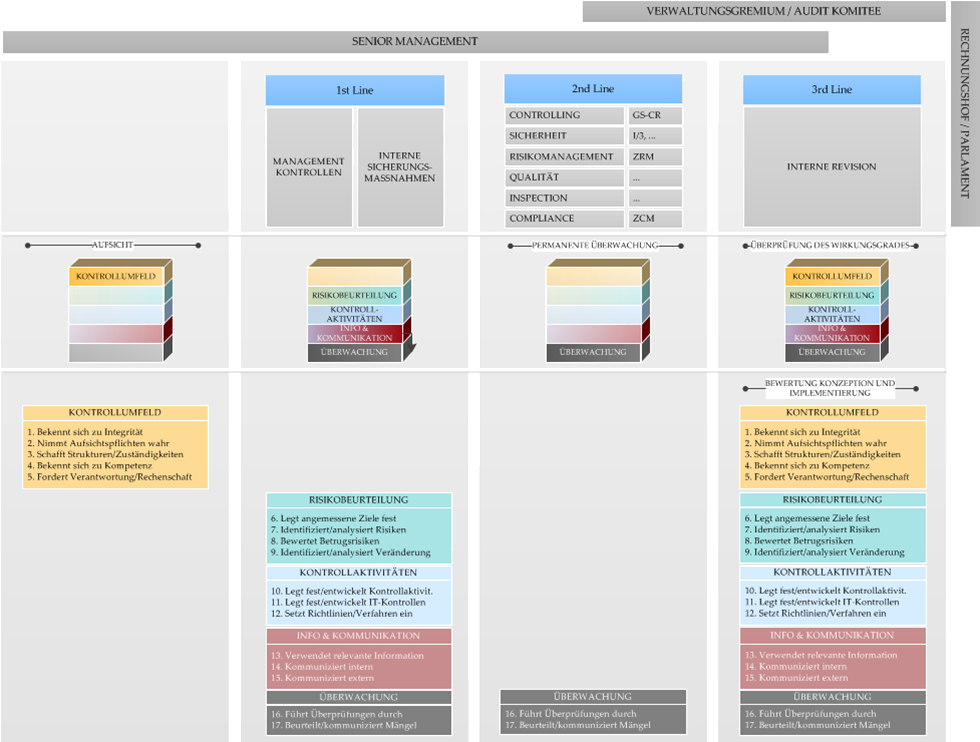 VERWALTUNGSGREMIUM / AUDIT KOMITEE
SENIOR MANAGEMENT
RECHNUNGSHOF / PARLAMENT
1st Line
MANAGEMENT
KONTROLLEN
INTERNE
SICHERUNGS-
MASSNAHMEN
2nd Line
CONTROLLING GS-CR
SICHERHEIT I/3, ...
RISIKOMANAGEMENT ZRM
QUALITÄT ...
INSPECTION ...
COMPLIANCE ZCM
3rd Line
INTERNE REVISION
AUFSICHT
KONTROLLUMFELD
RISIKOBEURTEILUNG
KONTROLL-
AKTIVITÄTEN
INFO &
KOMMUNIKATION
ÜBERWACHUNG
PERMANENTE ÜBERWACHUNG
ÜBERWACHUNG
ÜBERPRÜFUNG DES WIRKUNGSGRADES
KONTROLLUMFELD
RISIKOBEURTEILUNG
KONTROLL-
AKTIVITÄTEN
INFO &
KOMMUNIKATION
ÜBERWACHUNG
KONTROLLUMFELD
1. Bekennt sich zu Integrität
2. Nimmt Aufsichtspflichten wahr
3. Schafft Strukturen/Zuständigkeiten
4. Bekennt sich zu Kompetenz
5. Fordert Verantwortung/Rechenschaft
RISIKOBEURTEILUNG
6. Legt angemessene Ziele fest
7. Identifiziert/analysiert Risiken
8. Bewertet Betrugsrisiken
9. Identifiziert/analysiert Veränderung
KONTROLLAKTIVITÄTEN
10. Legt fest/entwickelt Kontrollaktivit.
11. Legt fest/entwickelt IT-Kontrollen
12. Setzt Richtlinien/Verfahren ein
INFO & KOMMUNIKATION
13. Verwendet relevante Information
14. Kommuniziert intern
15. Kommuniziert extern
ÜBERWACHUNG
16. Führt Überprüfungen durch
17. Beurteilt/kommuniziert Mängel
ÜBERWACHUNG
16. Führt Überprüfungen durch
17. Beurteilt/kommuniziert Mängel
BEWERTUNG KONZEPTION UND
IMPLEMENTIERUNG
KONTROLLUMFELD
1. Bekennt sich zu Integrität
2. Nimmt Aufsichtspflichten wahr
3. Schafft Strukturen/Zuständigkeiten
4. Bekennt sich zu Kompetenz
5. Fordert Verantwortung/Rechenschaft
RISIKOBEURTEILUNG
6. Legt angemessene Ziele fest
7. Identifiziert/analysiert Risiken
8. Bewertet Betrugsrisiken
9. Identifiziert/analysiert Veränderung
KONTROLLAKTIVITÄTEN
10. Legt fest/entwickelt Kontrollaktivit.
11. Legt fest/entwickelt IT-Kontrollen
12. Setzt Richtlinien/Verfahren ein
INFO & KOMMUNIKATION
13. Verwendet relevante Information
14. Kommuniziert intern
15. Kommuniziert extern
ÜBERWACHUNG
16. Führt Überprüfungen durch
17. Beurteilt/kommuniziert Mängel